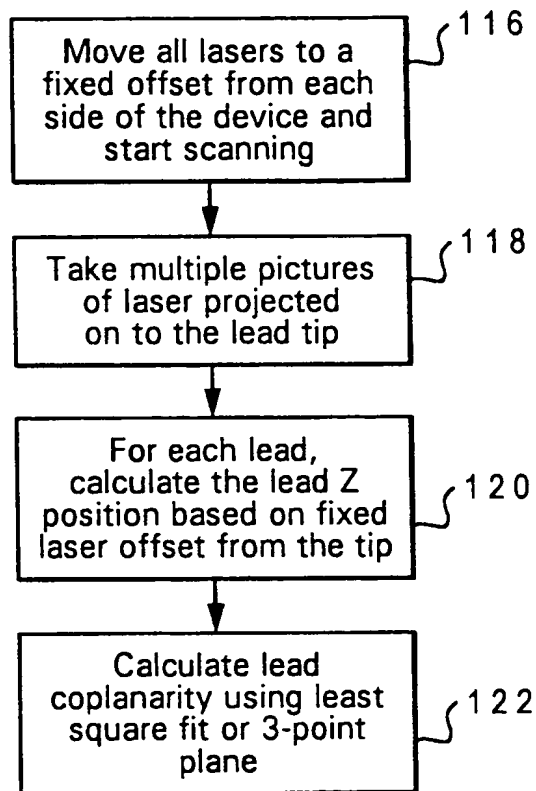 116
Move all lasers to a
fixed offset from each
side of the device and
start scanning
118
Take multiple pictures
of laser projected
on to the lead tip
For each lead,
calculate the lead Z
position based on fixed
laser offset from the tip
120
Calculate lead
coplanarity using least
square fit or 3-point
plane
122